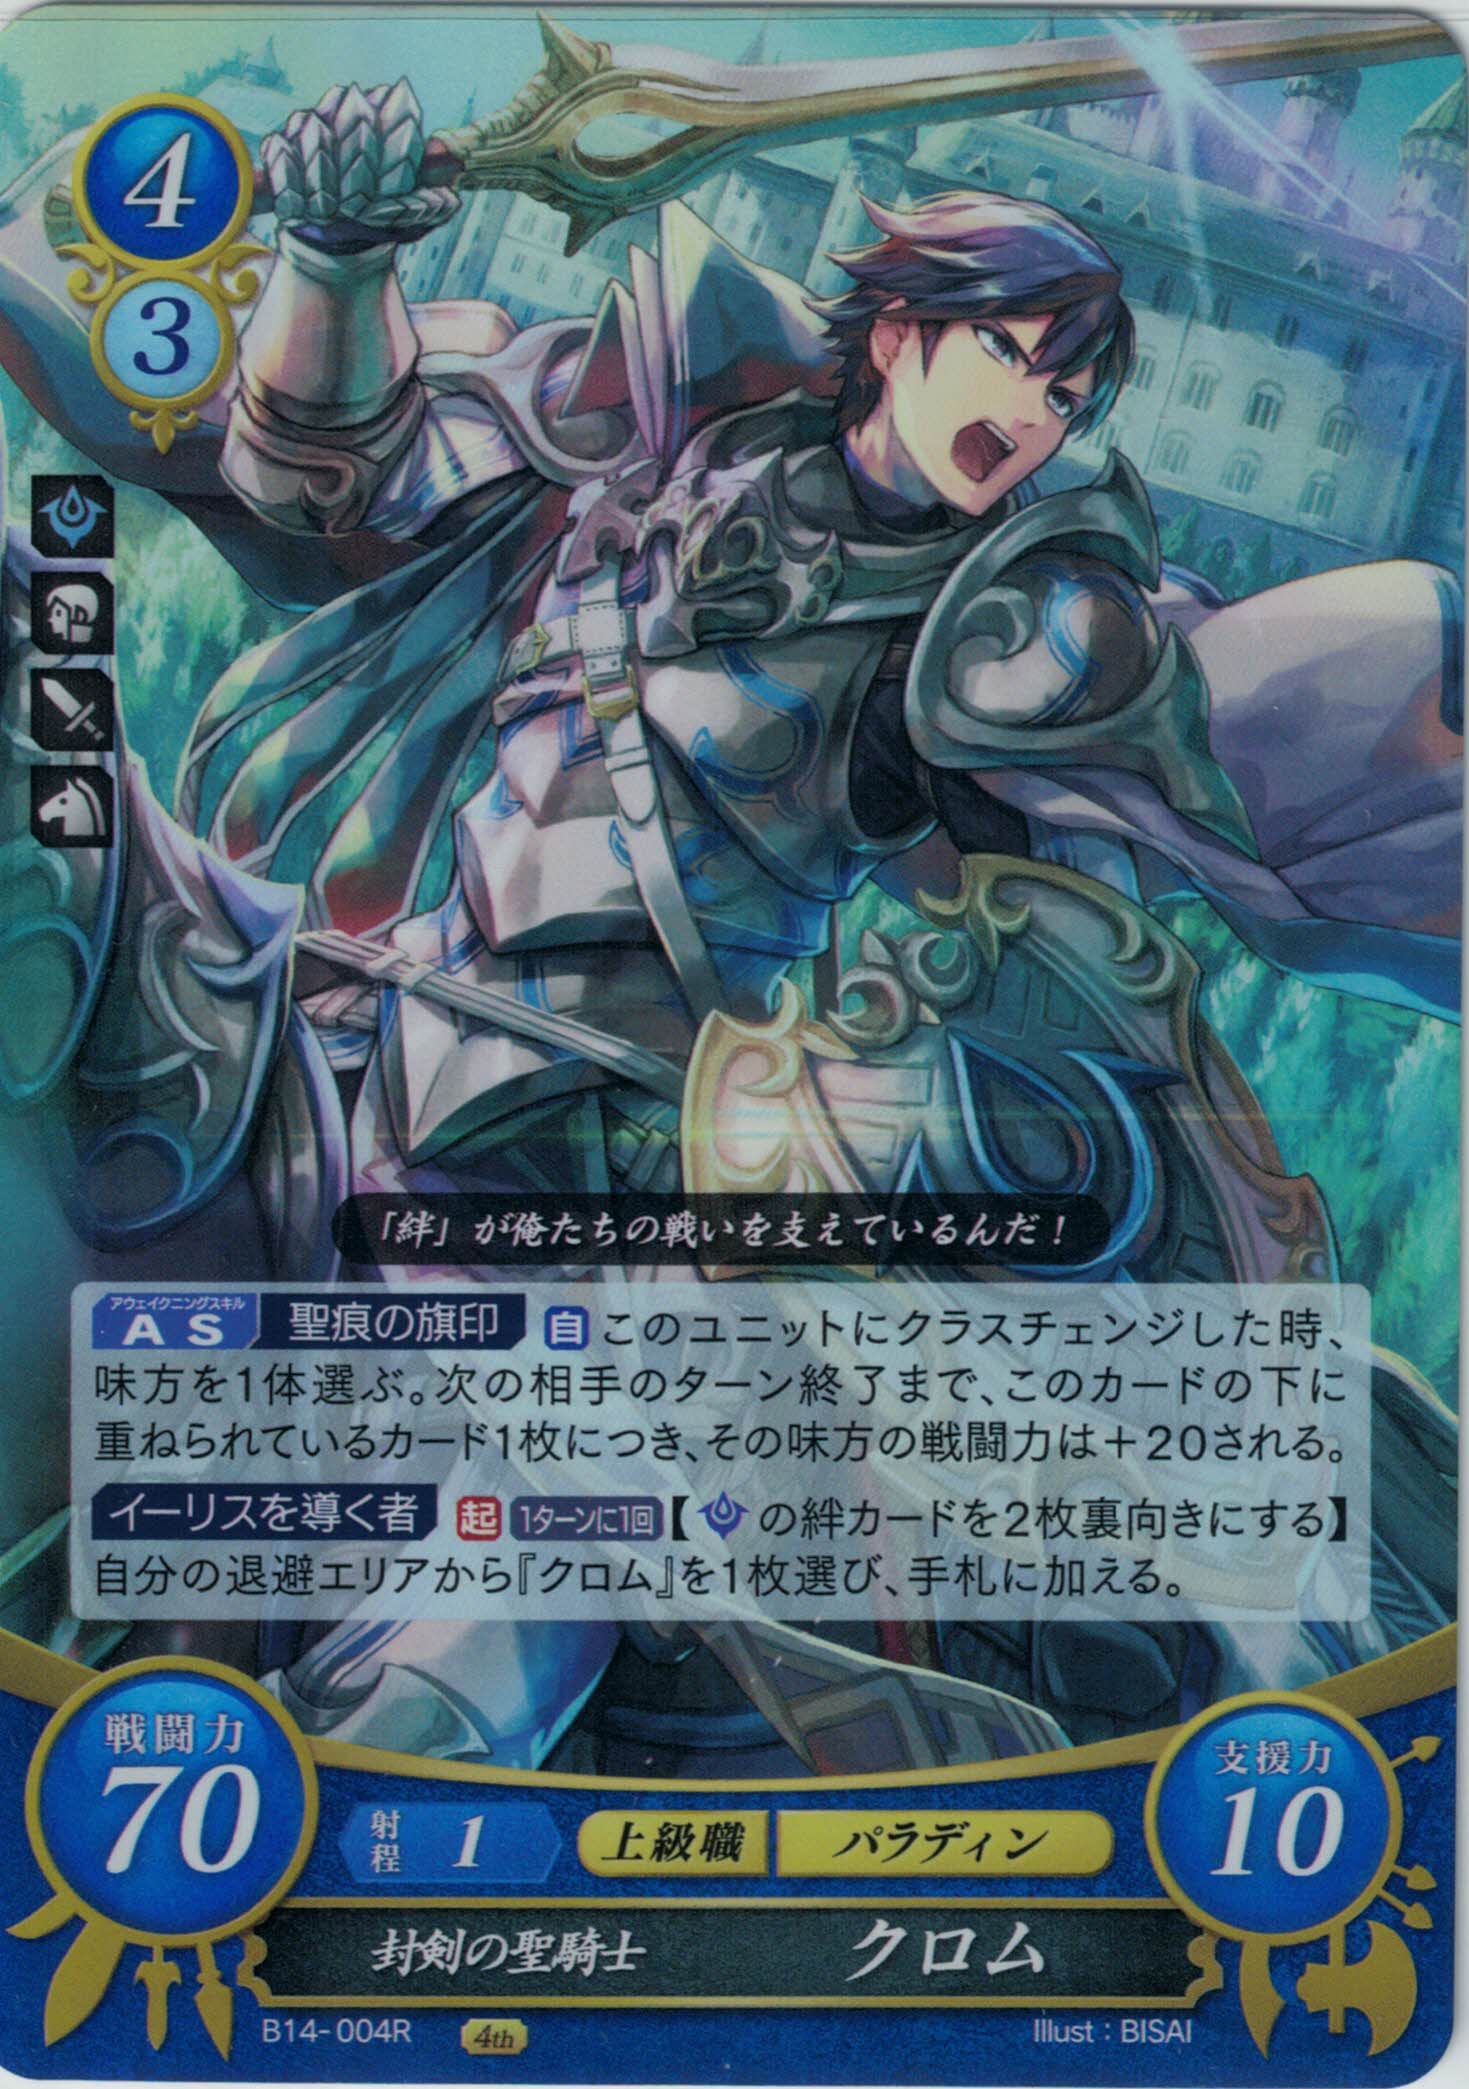 4
3
「絆」が俺たちの戦いを支えているんだ！
アウェイクニングスキル
AS 聖痕の旗印 自 このユニットにクラスチェンジした時、
味方を1体選ぶ。次の相手のターン終了まで、このカードの下に
重ねられているカード1枚につき、その味方の戦闘力は＋20される。
イーリスを導く者 起 1ターンに1回 【 の絆カードを2枚裏向きにする】
自分の退避エリアから『クロム』を1枚選び、手札に加える。
戦闘力
70
射程 1
上級職 パラディン
支援力
10
封剣の聖騎士 クロム
B14-004R 4th Illust：BISAI